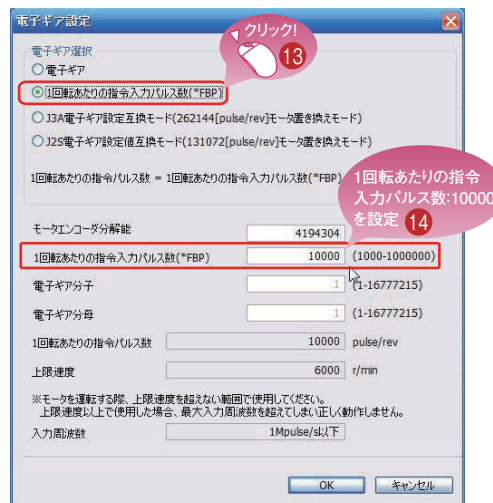 電子ギア設定
クリック!
13
電子ギア選択
電子ギア
1回転あたりの指令入力パルス数(*FBP)
J3A電子ギア設定互換モード(262144[pulse/rev]モータ置き換えモード)
J2S電子ギア設定値互換モード(131072[pulse/rev]モータ置き換えモード)
1回転あたりの指令パルス数 = 1回転あたりの指令入力パルス数(*FBP)
1回転あたりの指令
入力パルス数:10000
を設定 14
モータエンコーダ分解能 4194304
1回転あたりの指令入力パルス数(*FBP) 10000 (1000-1000000)
電子ギア分子 1 (1-16777215)
電子ギア分母 1 (1-16777215)
1回転あたりの指令パルス数 10000 pulse/rev
上限速度 6000 r/min
※モータを運転する際、上限速度を超えない範囲で使用してください。
上限速度以上で使用した場合、最大入力周波数を超えてしまい正しく動作しません。
入力周波数 1Mpulse/s以下
OK キャンセル